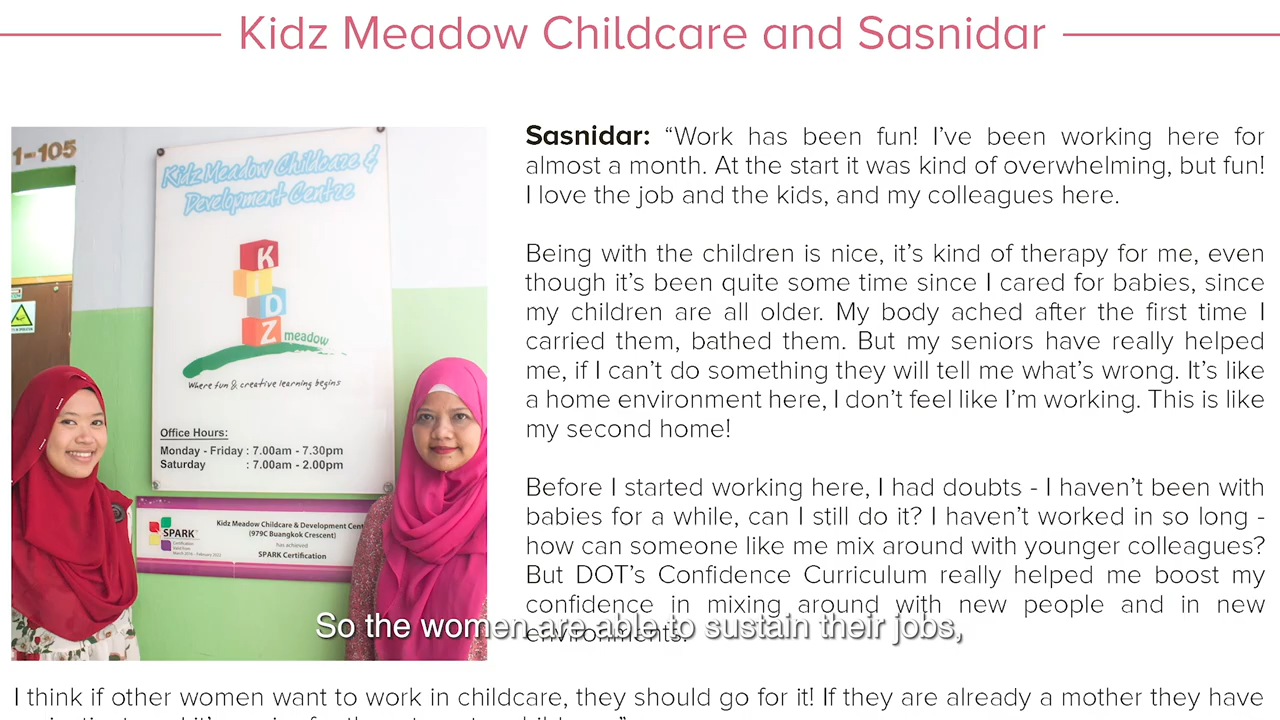 Kidz Meadow Childcare and Sasnidar
1-105
Kidz Meadow Childcare &
Development Centre
K
I
D
Z
meadow
Where fun & creative learning begins
Office Hours:
Monday - Friday : 7.00am - 7.30pm
Saturday : 7.00am - 2.00pm
SPARK
Certification
Kidz Meadow Childcare & Development Cent
(979C Buangkok Crescent)
has achieved
SPARK Certification
Sasnidar: “Work has been fun! I’ve been working here for
almost a month. At the start it was kind of overwhelming, but fun!
I love the job and the kids, and my colleagues here.
Being with the children is nice, it’s kind of therapy for me, even
though it’s been quite some time since I cared for babies, since
my children are all older. My body ached after the first time I
carried them, bathed them. But my seniors have really helped
me, if I can’t do something they will tell me what’s wrong. It’s like
a home environment here, I don’t feel like I’m working. This is like
my second home!
Before I started working here, I had doubts - I haven’t been with
babies for a while, can I still do it? I haven’t worked in so long -
how can someone like me mix around with younger colleagues?
But DOT’s Confidence Curriculum really helped me boost my
confidence in mixing around with new people and in new
environments.
So the women are able to sustain their jobs,
I think if other women want to work in childcare, they should go for it! If they are already a mother they have